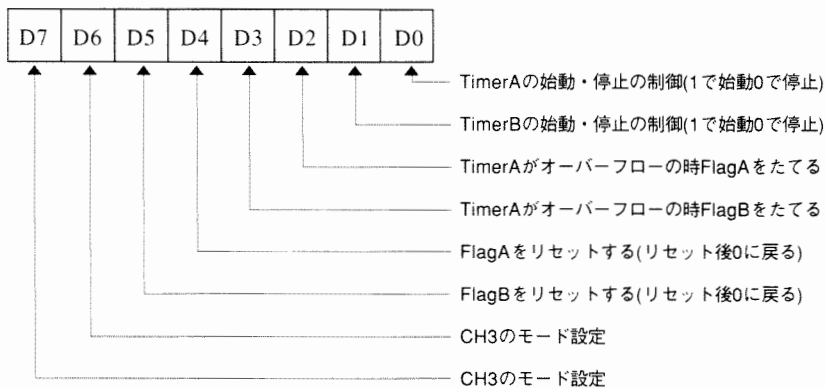 D7 D6 D5 D4 D3 D2 D1 D0
TimerAの始動・停止の制御(1で始動0で停止)
TimerBの始動・停止の制御(1で始動0で停止)
TimerAがオーバーフローの時FlagAをたてる
TimerAがオーバーフローの時FlagBをたてる
FlagAをリセットする(リセット後0に戻る)
FlagBをリセットする(リセット後0に戻る)
CH3のモード設定
CH3のモード設定